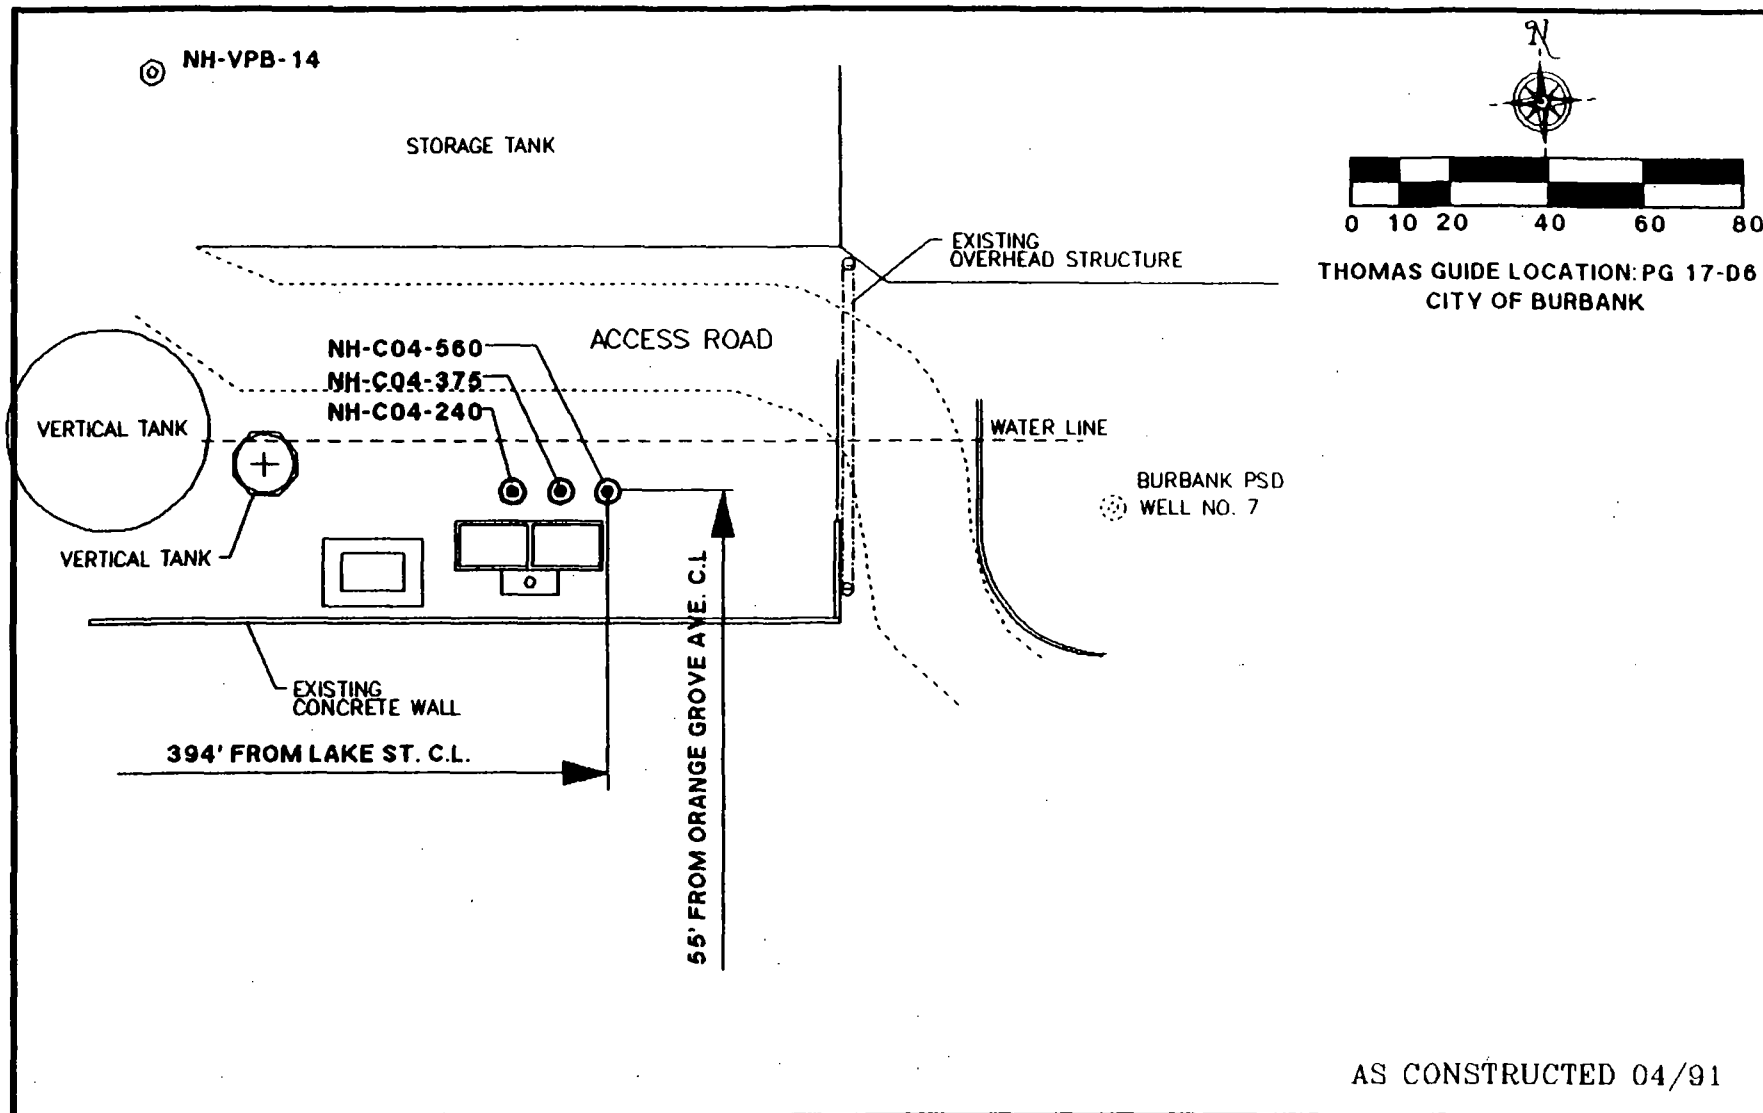 NH-VPB-14
N
STORAGE TANK
0 10 20 40 60 80
THOMAS GUIDE LOCATION: PG 17-D6
CITY OF BURBANK
EXISTING
OVERHEAD STRUCTURE
ACCESS ROAD
NH-C04-560
NH-C04-375
NH-C04-240
VERTICAL TANK
WATER LINE
BURBANK PSD
WELL NO. 7
VERTICAL TANK
EXISTING
CONCRETE WALL
394' FROM LAKE ST. C.L.
55' FROM ORANGE GROVE AVE. C.L
AS CONSTRUCTED 04/91